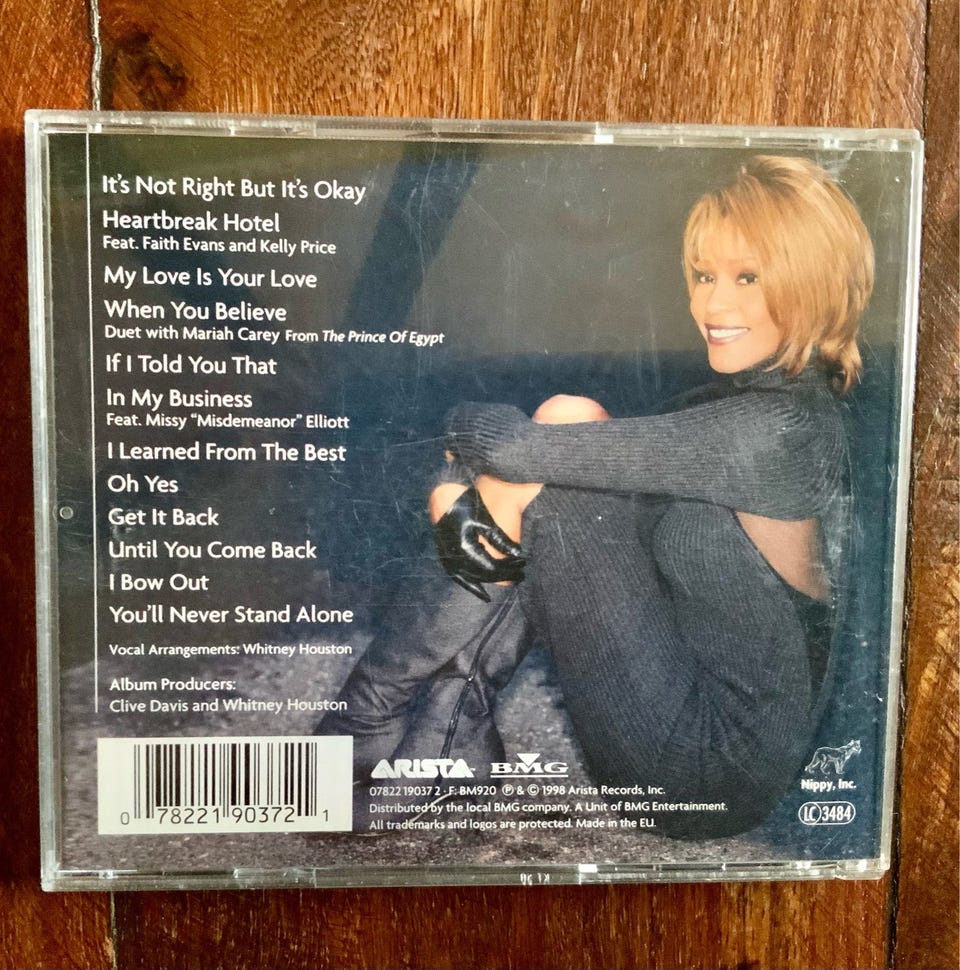 It's Not Right But It's Okay
Heartbreak Hotel
Feat. Faith Evans and Kelly Price
My Love Is Your Love
When You Believe
Duet with Mariah Carey From The Prince Of Egypt
If I Told You That
In My Business
Feat. Missy “Misdemeanor” Elliott
I Learned From The Best
Oh Yes
Get It Back
Until You Come Back
I Bow Out
You'll Never Stand Alone
Vocal Arrangements: Whitney Houston
Album Producers:
Clive Davis and Whitney Houston
0 78221 90372 1
ARISTA BMG
07822 19037 2 · F: BM920 ℗ & © 1998 Arista Records, Inc.
Distributed by the local BMG company. A Unit of BMG Entertainment.
All trademarks and logos are protected. Made in the EU.
Nippy, Inc.
LC 3484